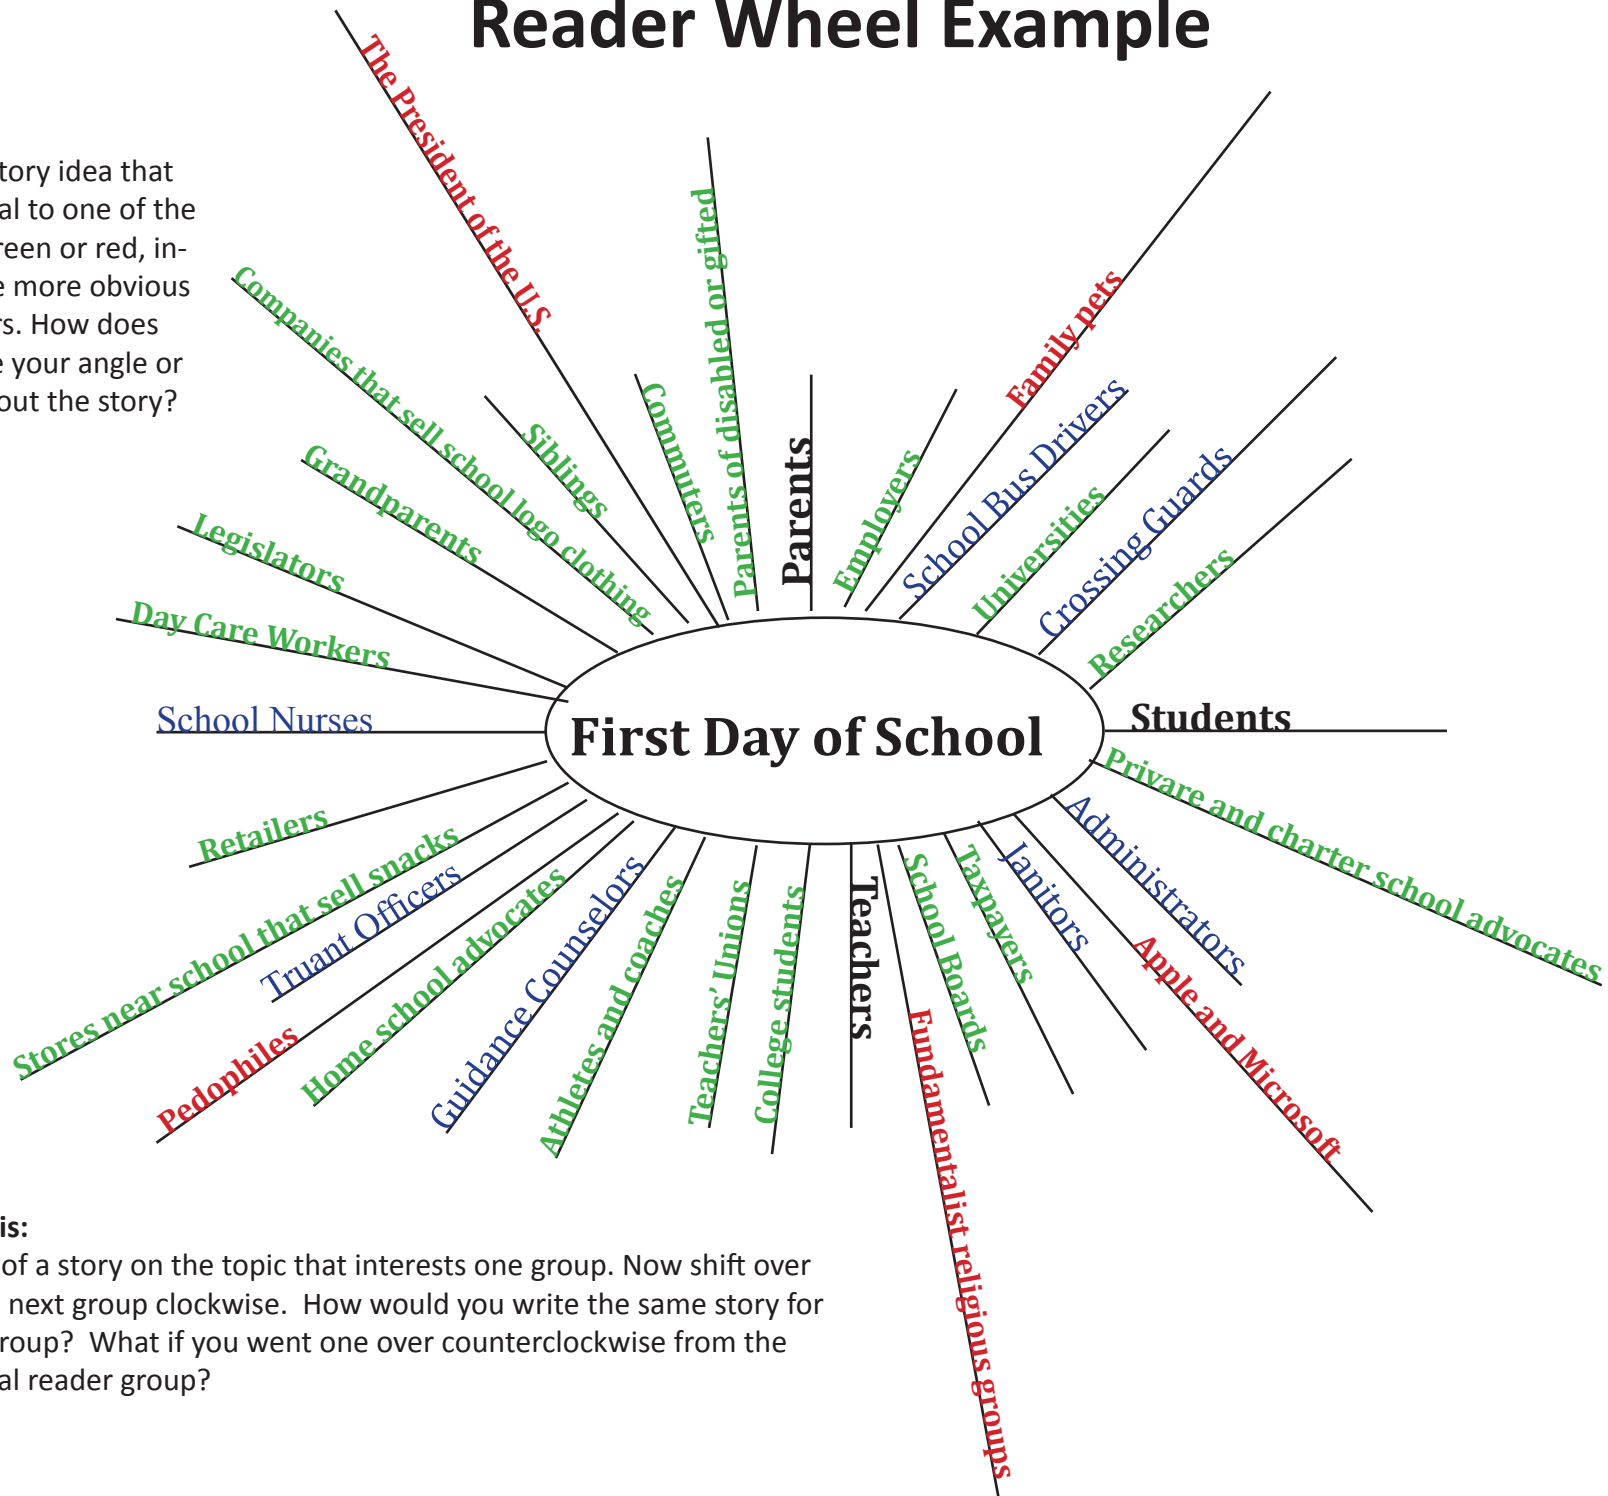 Reader Wheel Example
tory idea that
al to one of the
reen or red, in-
e more obvious
rs. How does
e your angle or
out the story?
The President of the U.S.
Commuters
Parents of disabled or gifted
Parents
Employers
Family pets
School Bus Drivers
Universities
Crossing Guards
Researchers
Students
Privare and charter school advocates
Administrators
Apple and Microsoft
Janitors
Taxpayers
School Boards
Fundamentalist religious groups
Teachers
College students
Teachers' Unions
Athletes and coaches
Guidance Counselors
Home school advocates
Pedophiles
Truant Officers
Stores near school that sell snacks
Retailers
School Nurses
Day Care Workers
Legislators
Grandparents
Companies that sell school logo clothing
Siblings
First Day of School
is:
of a story on the topic that interests one group. Now shift over
next group clockwise.  How would you write the same story for
roup?  What if you went one over counterclockwise from the
al reader group?